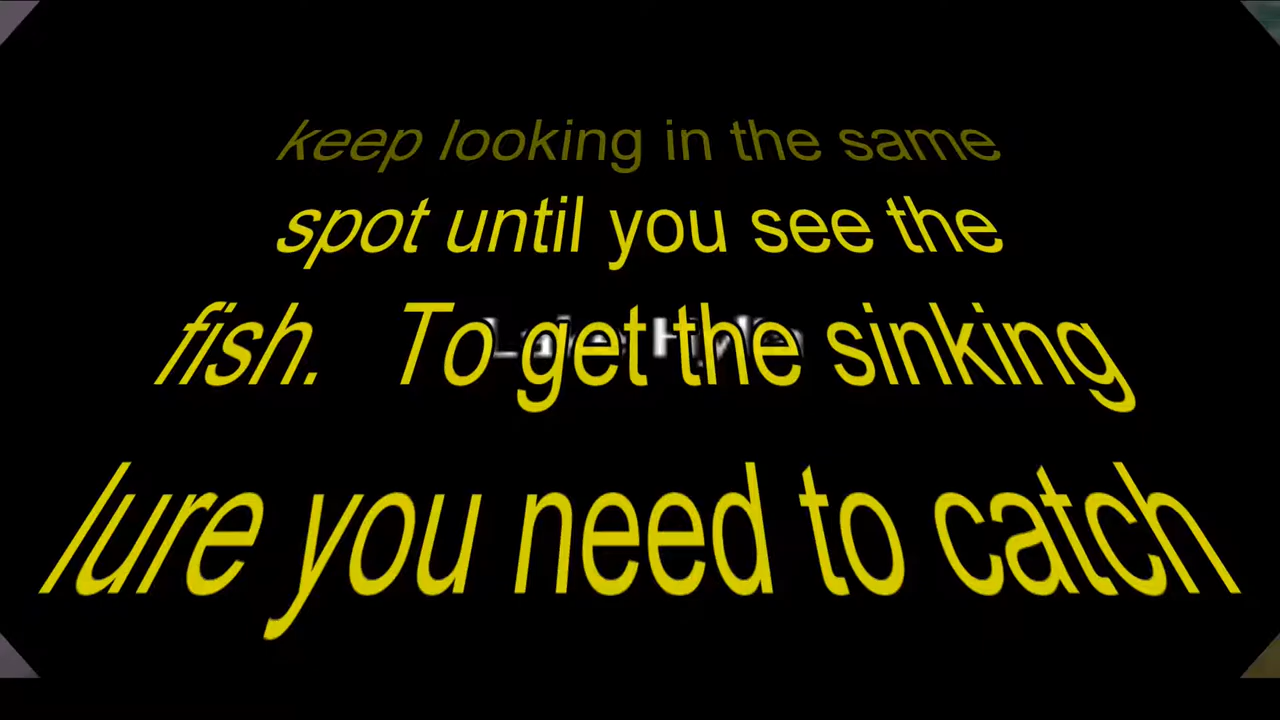 keep looking in the same
spot until you see the
fish. To get the sinking
lure you need to catch